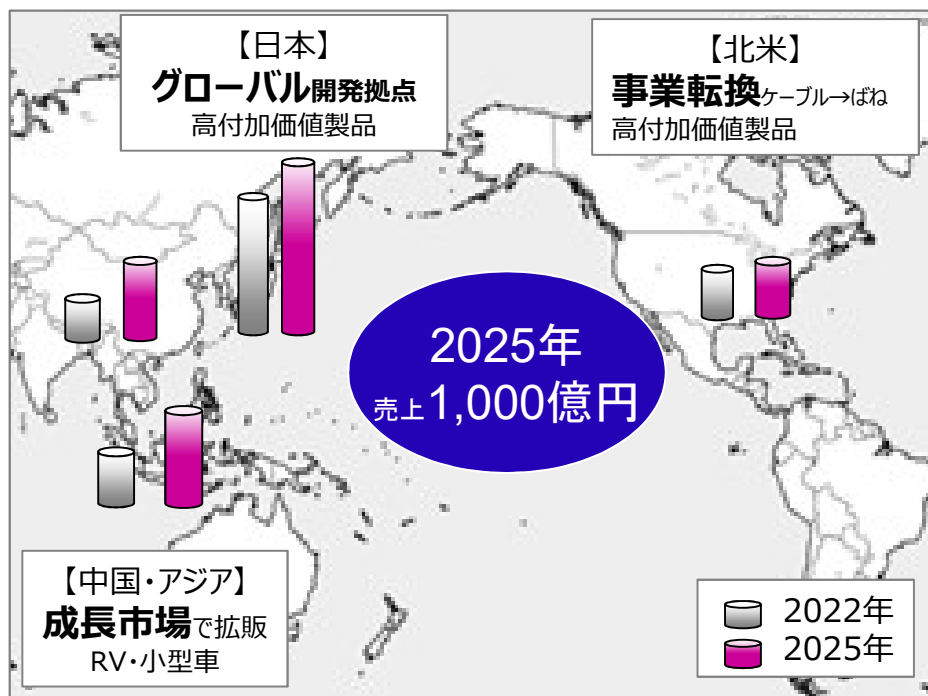 【日本】
グローバル開発拠点
高付加価値製品
【北米】
事業転換ケーブル→ばね
高付加価値製品
2025年
売上1,000億円
【中国・アジア】
成長市場で拡販
RV・小型車
2022年
2025年